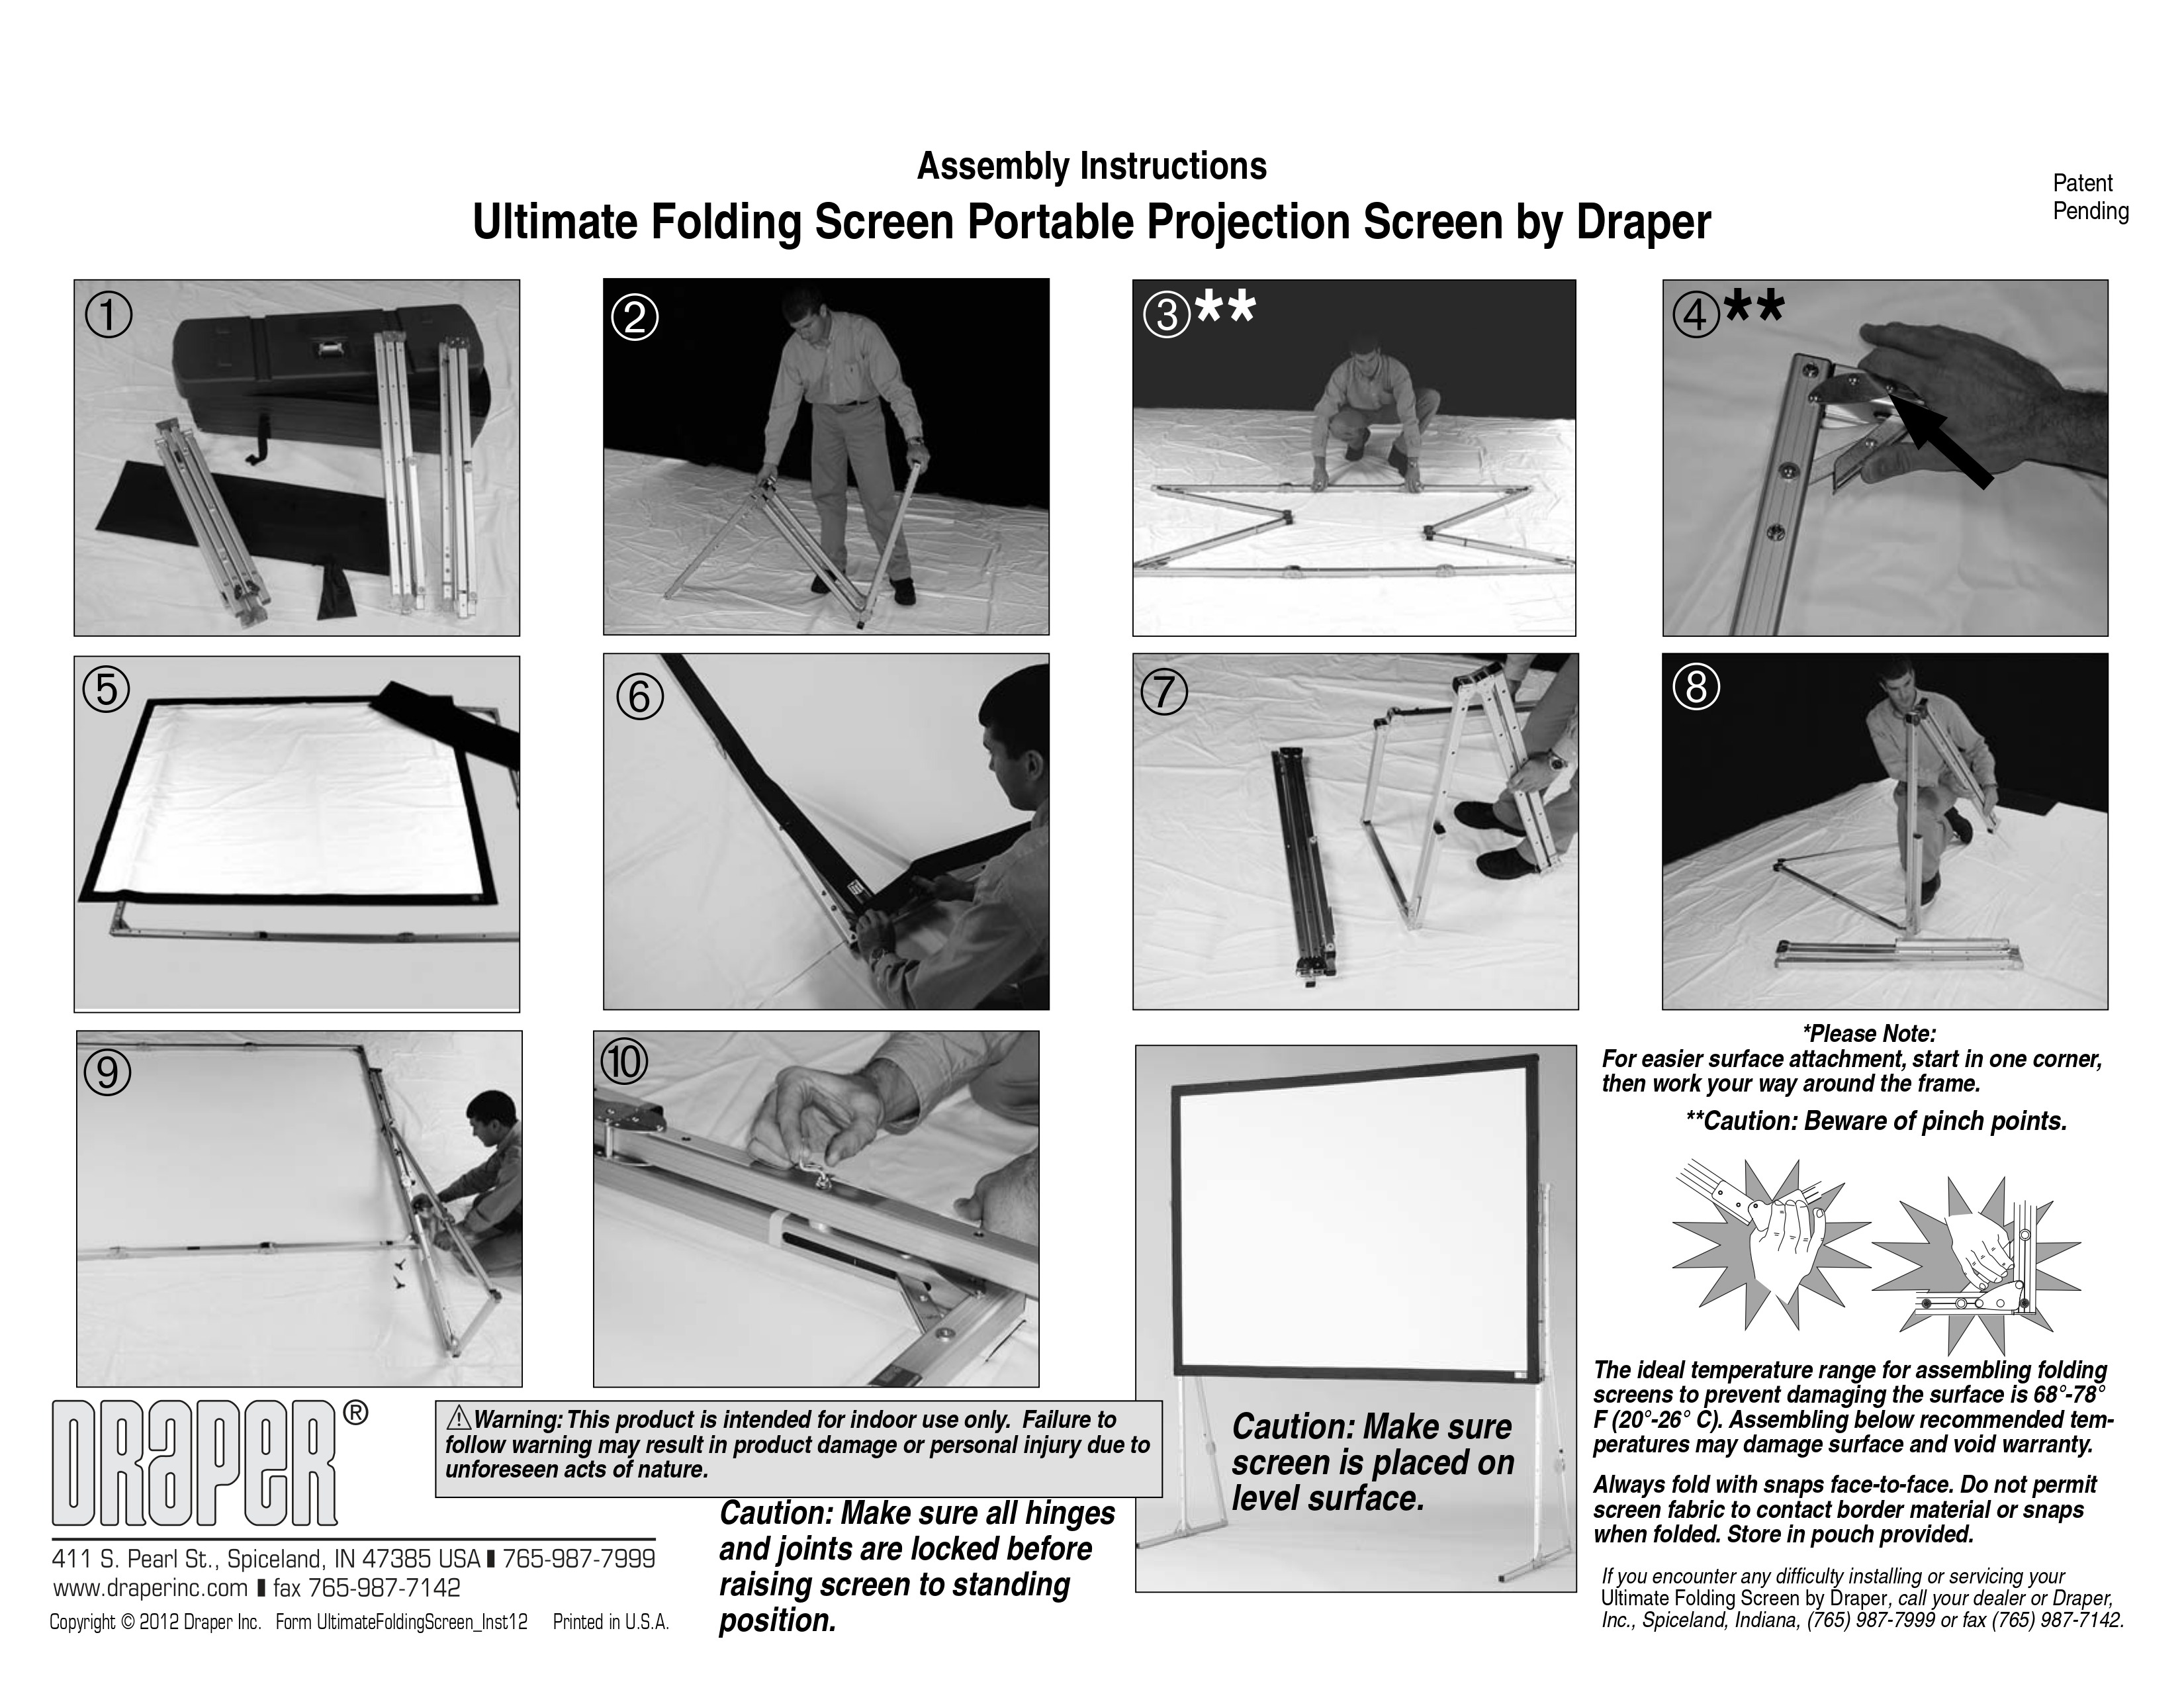 Assembly Instructions
Ultimate Folding Screen Portable Projection Screen by Draper
Patent
Pending
①
②
③**
④**
⑤
⑥
⑦
⑧
⑨
⑩
*Please Note:
For easier surface attachment, start in one corner,
then work your way around the frame.
**Caution: Beware of pinch points.
The ideal temperature range for assembling folding
screens to prevent damaging the surface is 68°-78°
F (20°-26° C). Assembling below recommended tem-
peratures may damage surface and void warranty.
Always fold with snaps face-to-face. Do not permit
screen fabric to contact border material or snaps
when folded. Store in pouch provided.
If you encounter any difficulty installing or servicing your
Ultimate Folding Screen by Draper, call your dealer or Draper,
Inc., Spiceland, Indiana, (765) 987-7999 or fax (765) 987-7142.
Caution: Make sure
screen is placed on
level surface.
⚠Warning: This product is intended for indoor use only. Failure to
follow warning may result in product damage or personal injury due to
unforeseen acts of nature.
Caution: Make sure all hinges
and joints are locked before
raising screen to standing
position.
DRAPER®
411 S. Pearl St., Spiceland, IN 47385 USA ❚ 765-987-7999
www.draperinc.com ❚ fax 765-987-7142
Copyright © 2012 Draper Inc. Form UltimateFoldingScreen_Inst12 Printed in U.S.A.